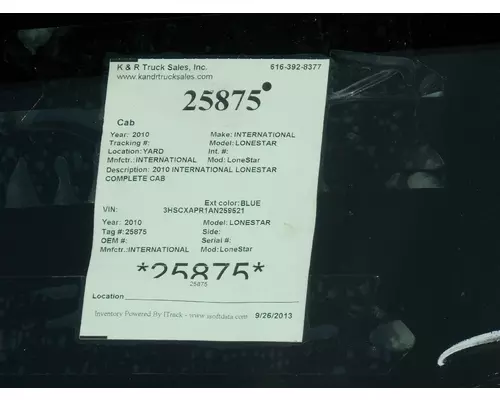 K & R Truck Sales, Inc. 616-392-8377
www.kandrtrucksales.com
25875
Cab
Year: 2010 Make: INTERNATIONAL
Tracking #: Model: LONESTAR
Location: YARD Int. #:
Mnfctr.: INTERNATIONAL Mod: LoneStar
Description: 2010 INTERNATIONAL LONESTAR
COMPLETE CAB
Ext color: BLUE
VIN: 3HSCXAPR1AN259521
Year: 2010 Model: LONESTAR
Tag #: 25875 Side:
OEM #: Serial #:
Mnfctr.: INTERNATIONAL Mod: LoneStar
*25875*
25875
Location
Inventory Powered By ITrack - www.isoftdata.com 9/26/2013